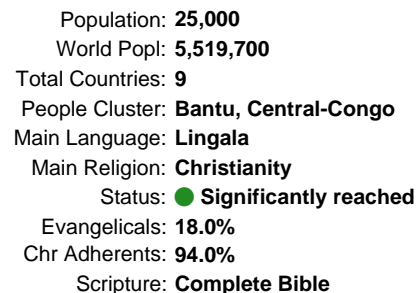 Population: 25,000
World Popl: 5,519,700
Total Countries: 9
People Cluster: Bantu, Central-Congo
Main Language: Lingala
Main Religion: Christianity
Status: Significantly reached
Evangelicals: 18.0%
Chr Adherents: 94.0%
Scripture: Complete Bible